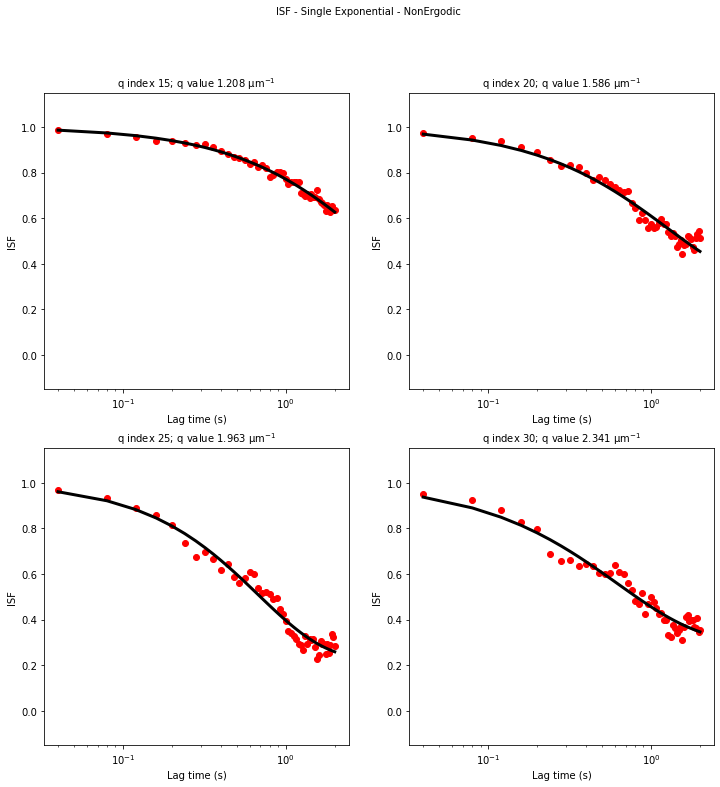 ISF - Single Exponential - NonErgodic
q index 15; q value 1.208 μm⁻¹
q index 20; q value 1.586 μm⁻¹
1.0
0.8
0.6
0.4
0.2
0.0
ISF
10⁻¹
10⁰
Lag time (s)
1.0
0.8
0.6
0.4
0.2
0.0
ISF
10⁻¹
10⁰
Lag time (s)
q index 25; q value 1.963 μm⁻¹
q index 30; q value 2.341 μm⁻¹
1.0
0.8
0.6
0.4
0.2
0.0
ISF
10⁻¹
10⁰
Lag time (s)
1.0
0.8
0.6
0.4
0.2
0.0
ISF
10⁻¹
10⁰
Lag time (s)